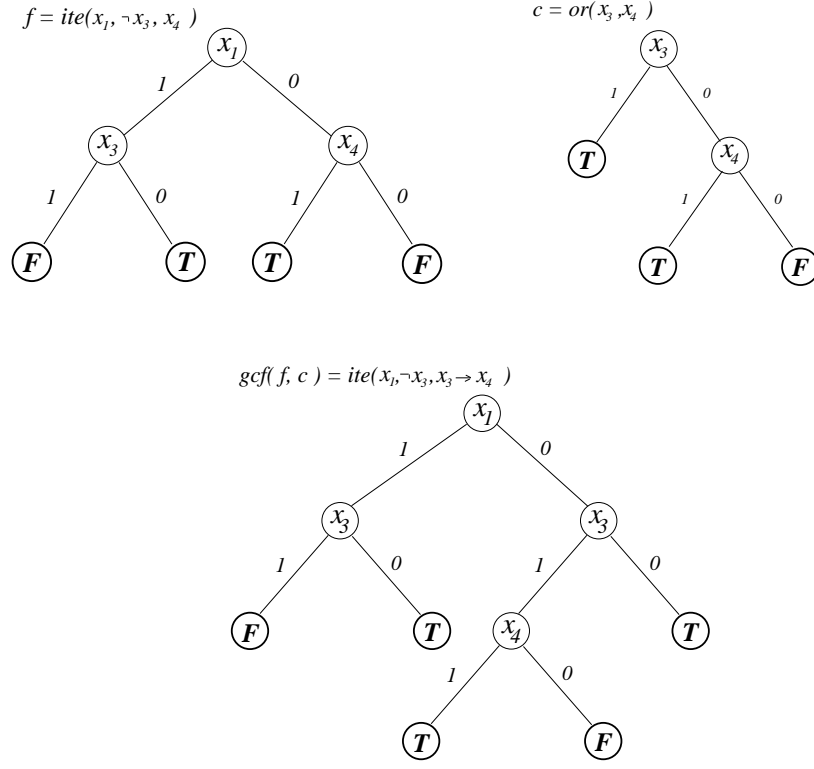 f = ite(x₁, ¬x₃, x₄ )
c = or(x₃,x₄ )
x₁
x₃
1
0
1
0
x₃
x₄
T
x₄
1
0
1
0
1
0
F
T
T
F
T
F
gcf( f, c ) = ite(x₁,¬x₃,x₃→x₄ )
x₁
1
0
x₃
x₃
1
0
1
0
F
T
x₄
T
1
0
T
F